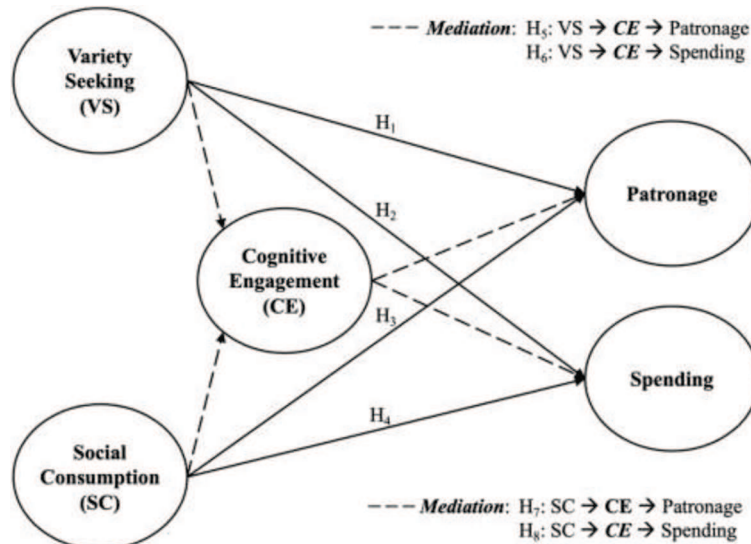 --- Mediation: H₅: VS → CE → Patronage
H₆: VS → CE → Spending
Variety
Seeking
(VS)
H₁
Patronage
H₂
Cognitive
Engagement
(CE)
H₃
Spending
H₄
Social
Consumption
(SC)
--- Mediation: H₇: SC → CE → Patronage
H₈: SC → CE → Spending